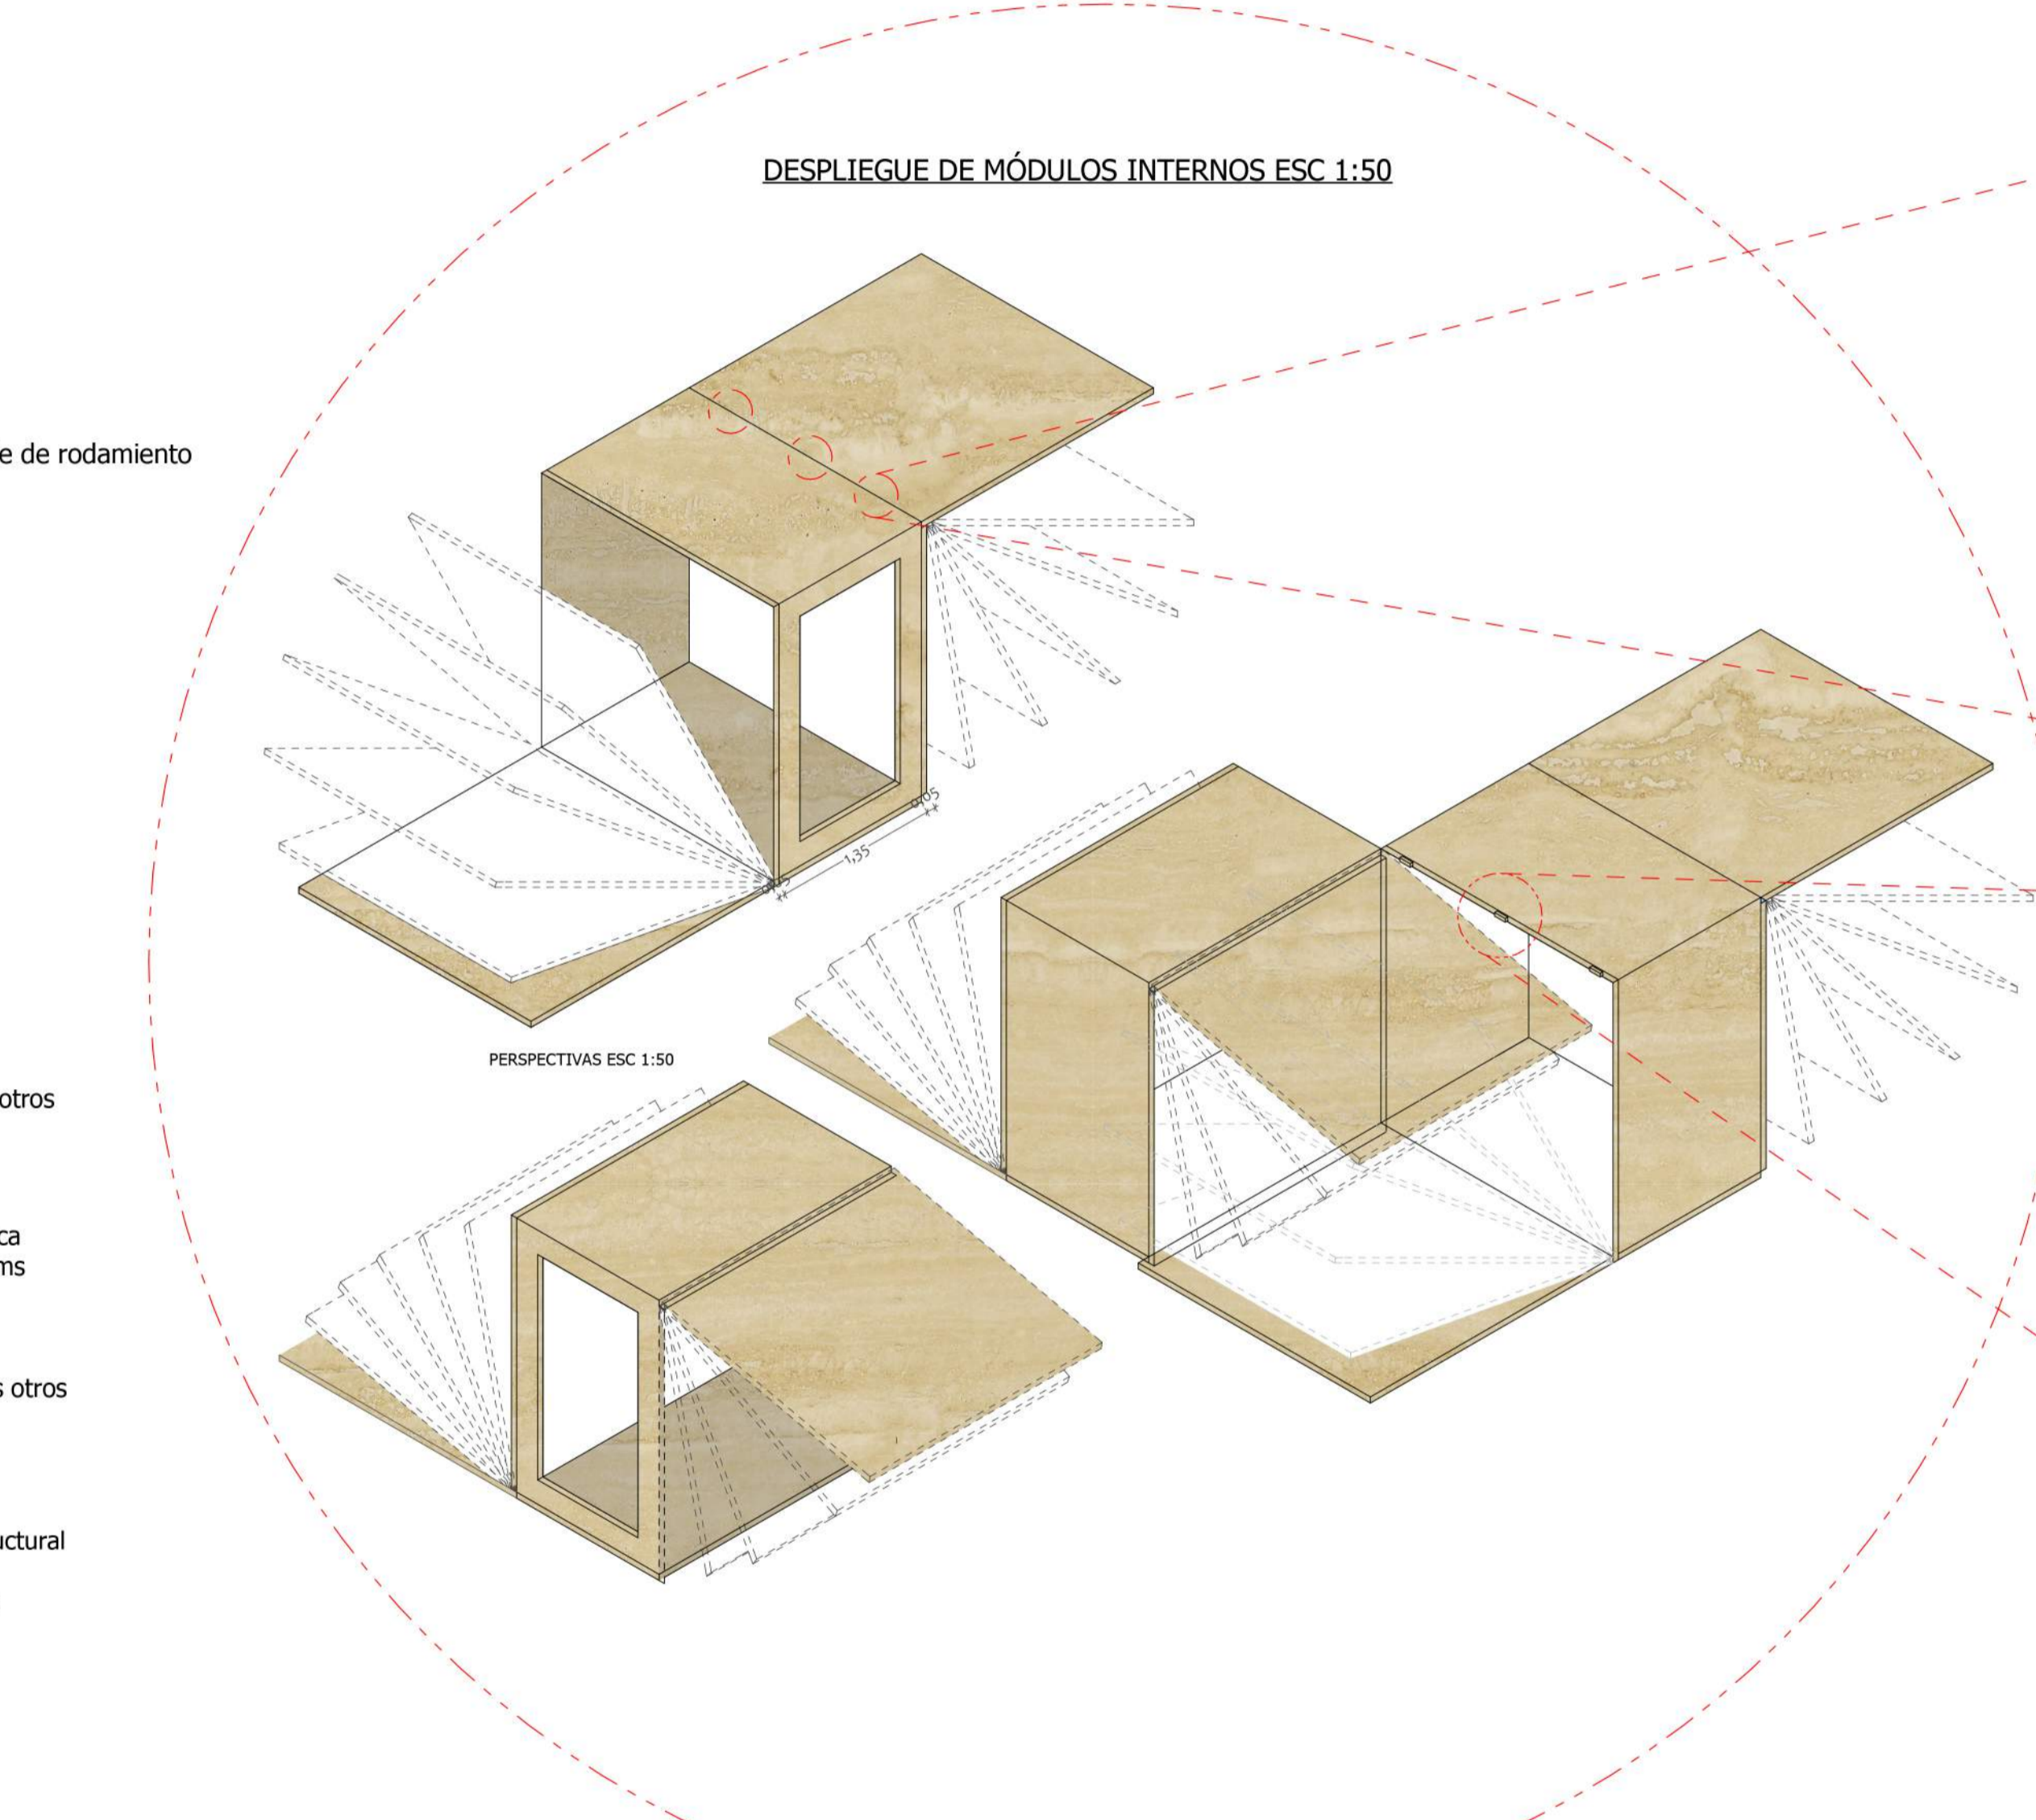 DESPLIEGUE DE MÓDULOS INTERNOS ESC 1:50
e de rodamiento
0,05
1,35
PERSPECTIVAS ESC 1:50
otros
ca
ms
s otros
uctural